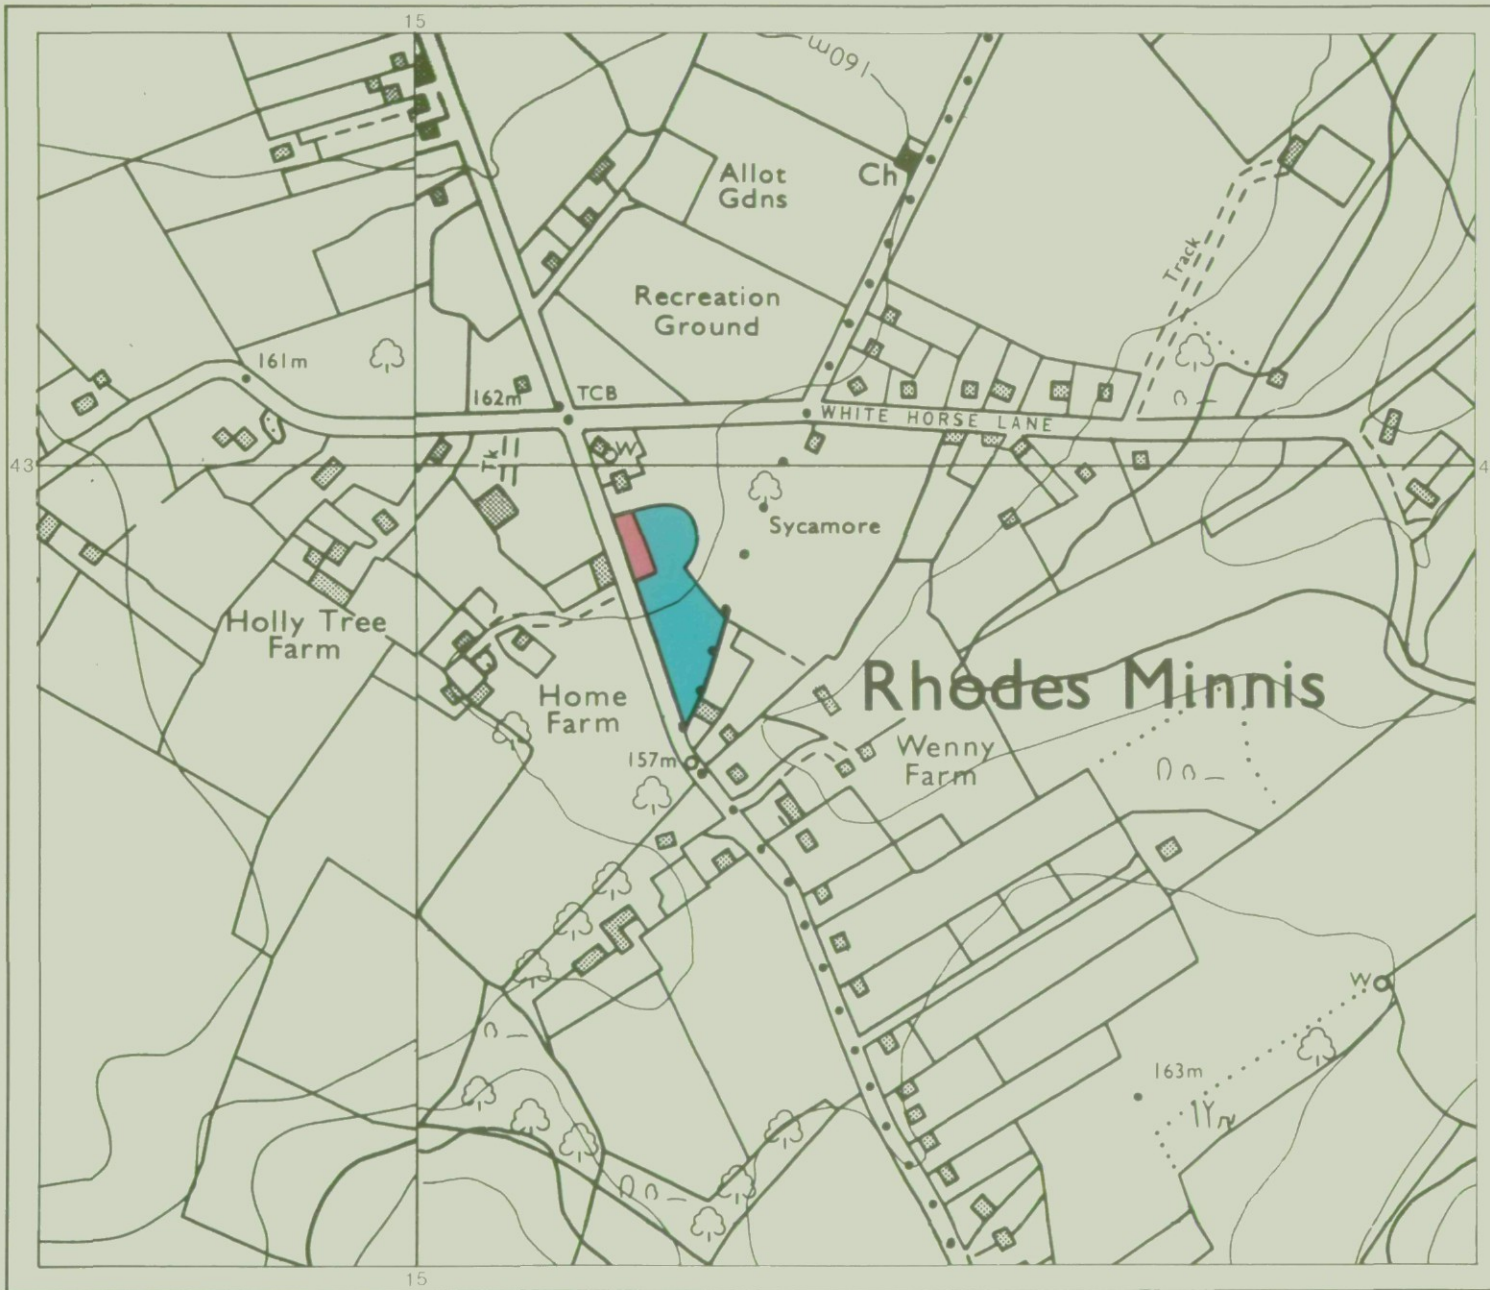 15
160m
Allot
Gdns
Ch
Track
Recreation
Ground
161m
162m
TCB
WHITE HORSE LANE
43
Tk
W
4
Sycamore
Holly Tree
Farm
Home
Farm
Rhodes Minnis
Wenny
Farm
157m
W
163m
15